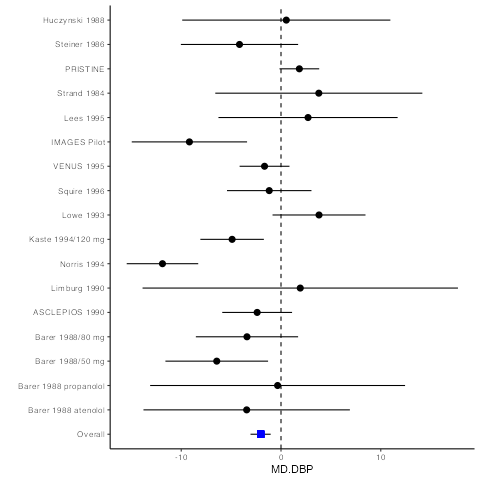 Huczynski 1988
Steiner 1986
PRISTINE
Strand 1984
Lees 1995
IMAGES Pilot
VENUS 1995
Squire 1996
Lowe 1993
Kaste 1994/120 mg
Norris 1994
Limburg 1990
ASCLEPIOS 1990
Barer 1988/80 mg
Barer 1988/50 mg
Barer 1988 propanolol
Barer 1988 atenolol
Overall
-10 0 10
MD.DBP